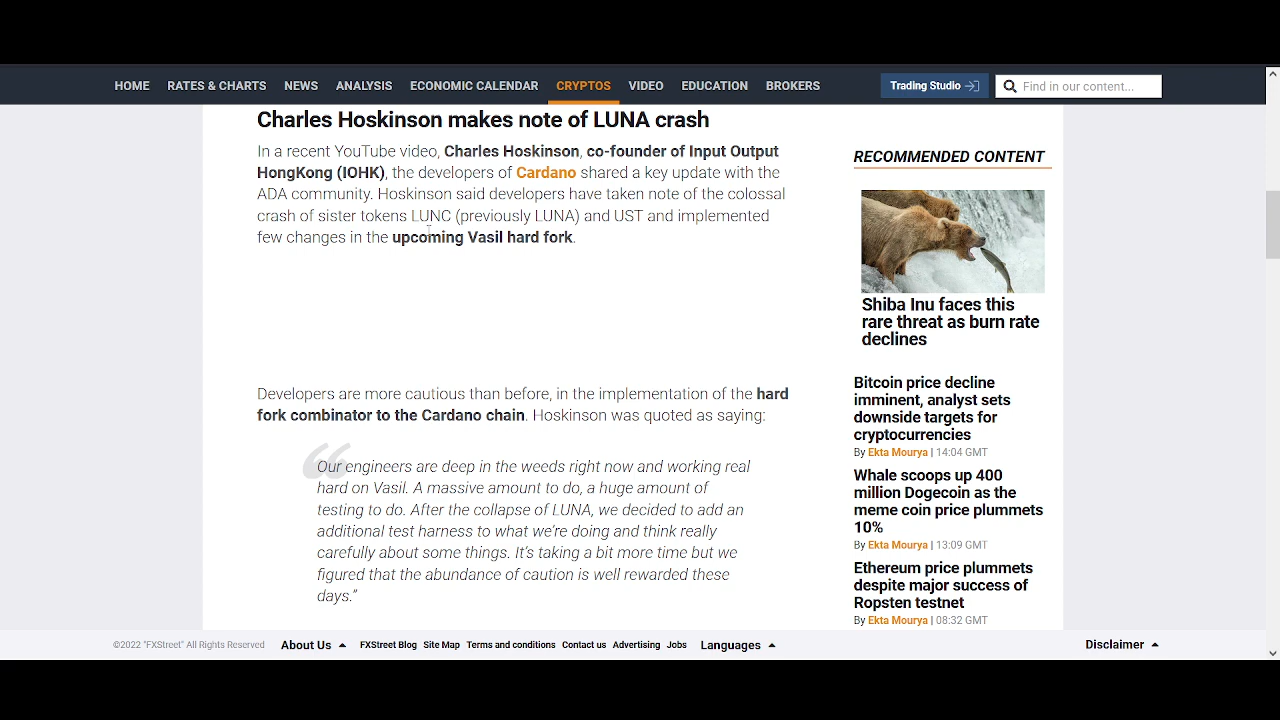 HOME RATES & CHARTS NEWS ANALYSIS ECONOMIC CALENDAR CRYPTOS VIDEO EDUCATION BROKERS Trading Studio Find in our content...
Charles Hoskinson makes note of LUNA crash
In a recent YouTube video, Charles Hoskinson, co-founder of Input Output
HongKong (IOHK), the developers of Cardano shared a key update with the
ADA community. Hoskinson said developers have taken note of the colossal
crash of sister tokens LUNC (previously LUNA) and UST and implemented
few changes in the upcoming Vasil hard fork.
Developers are more cautious than before, in the implementation of the hard
fork combinator to the Cardano chain. Hoskinson was quoted as saying:
“
Our engineers are deep in the weeds right now and working real
hard on Vasil. A massive amount to do, a huge amount of
testing to do. After the collapse of LUNA, we decided to add an
additional test harness to what we're doing and think really
carefully about some things. It's taking a bit more time but we
figured that the abundance of caution is well rewarded these
days.”
RECOMMENDED CONTENT
Shiba Inu faces this
rare threat as burn rate
declines
Bitcoin price decline
imminent, analyst sets
downside targets for
cryptocurrencies
By Ekta Mourya | 14:04 GMT
Whale scoops up 400
million Dogecoin as the
meme coin price plummets
10%
By Ekta Mourya | 13:09 GMT
Ethereum price plummets
despite major success of
Ropsten testnet
By Ekta Mourya | 08:32 GMT
©2022 "FXStreet" All Rights Reserved About Us FXStreet Blog Site Map Terms and conditions Contact us Advertising Jobs Languages Disclaimer